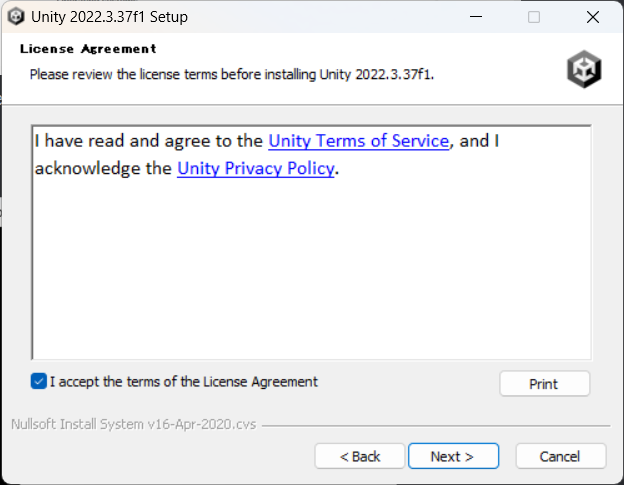 Unity 2022.3.37f1 Setup
License Agreement
Please review the license terms before installing Unity 2022.3.37f1.
I have read and agree to the Unity Terms of Service, and I
acknowledge the Unity Privacy Policy.
I accept the terms of the License Agreement
Print
Nullsoft Install System v16-Apr-2020.cvs
< Back
Next >
Cancel